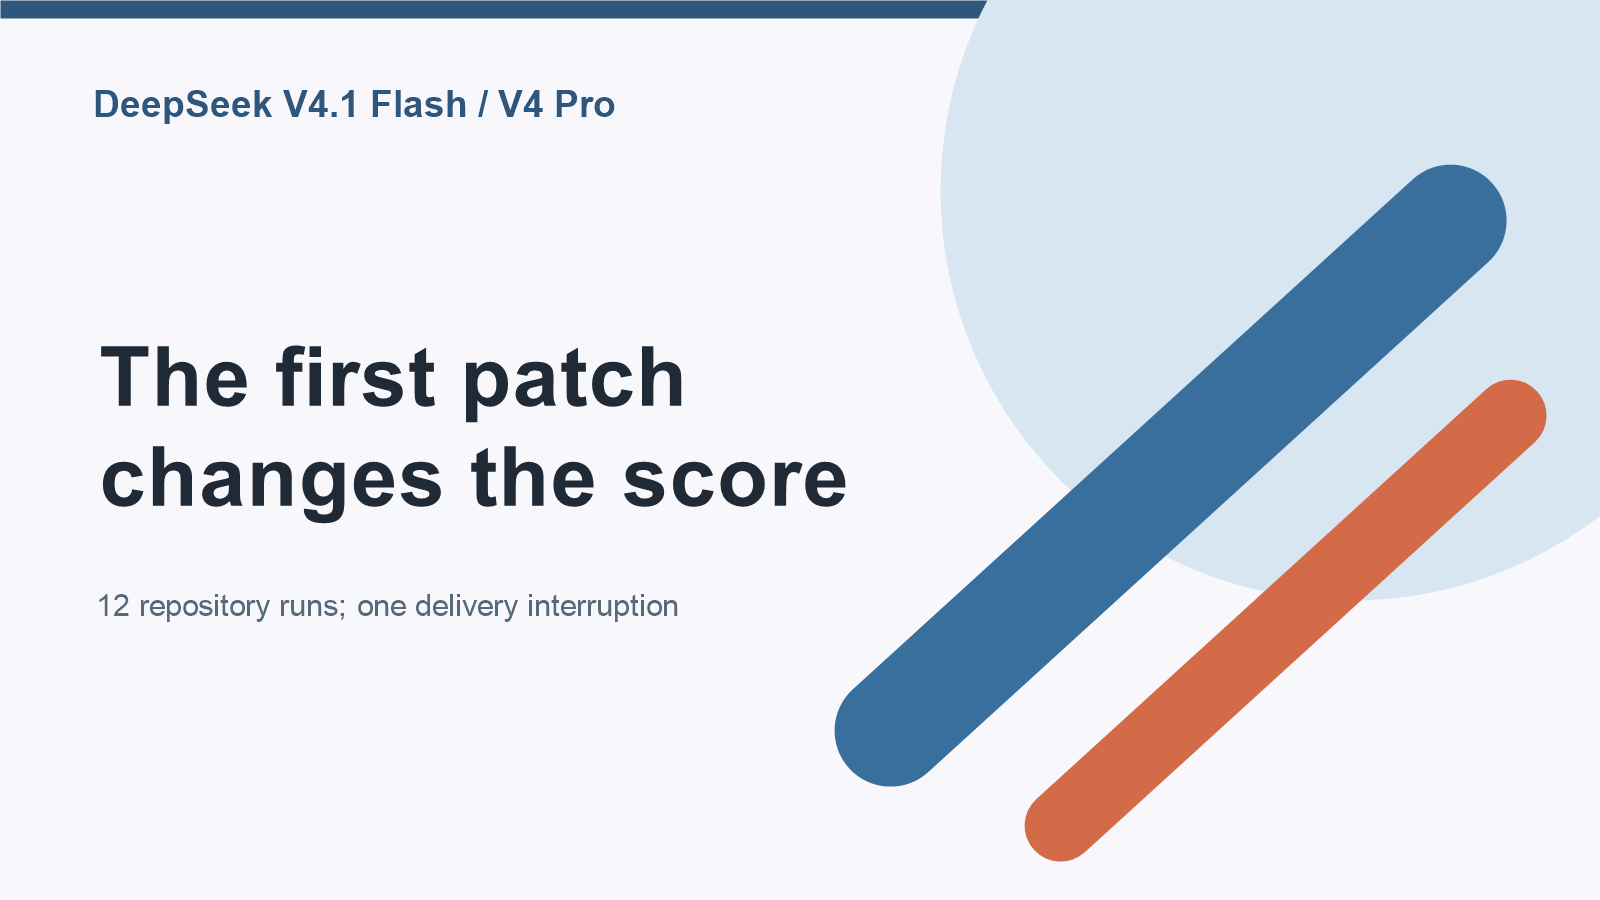 DeepSeek V4.1 Flash / V4 Pro
The first patch
changes the score
12 repository runs; one delivery interruption